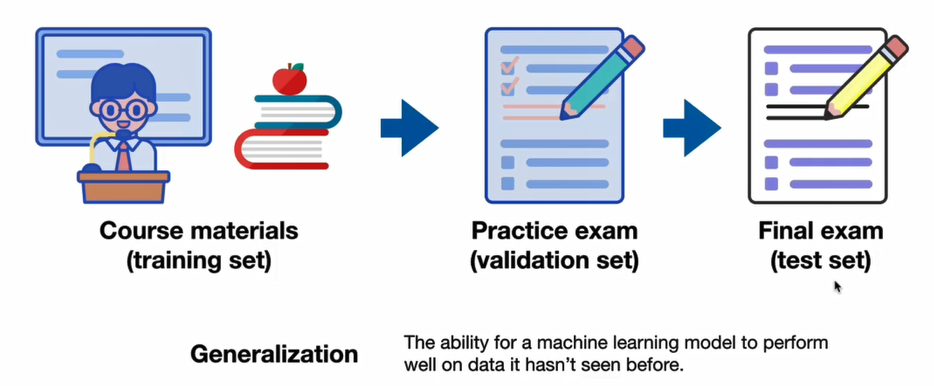 Course materials
(training set)
Practice exam
(validation set)
Final exam
(test set)
Generalization
The ability for a machine learning model to perform
well on data it hasn’t seen before.